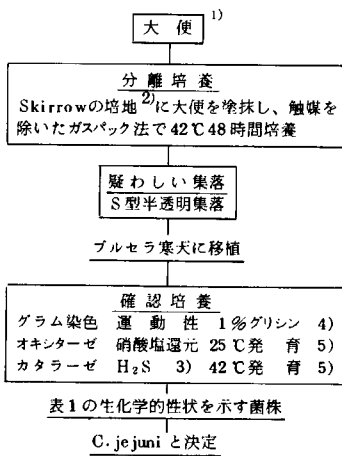 大便 1)
分離培養
Skirrowの培地2)に大便を塗抹し、触媒を
除いたガスパック法で42℃48時間培養
疑わしい集落
S型半透明集落
ブルセラ寒天に移植
確認培養
グラム染色 運動性 1%グリシン 4)
オキシターゼ 硝酸塩還元 25℃発育 5)
カタラーゼ H₂S 3) 42℃発育 5)
表1の生化学的性状を示す菌株
C. jejuniと決定